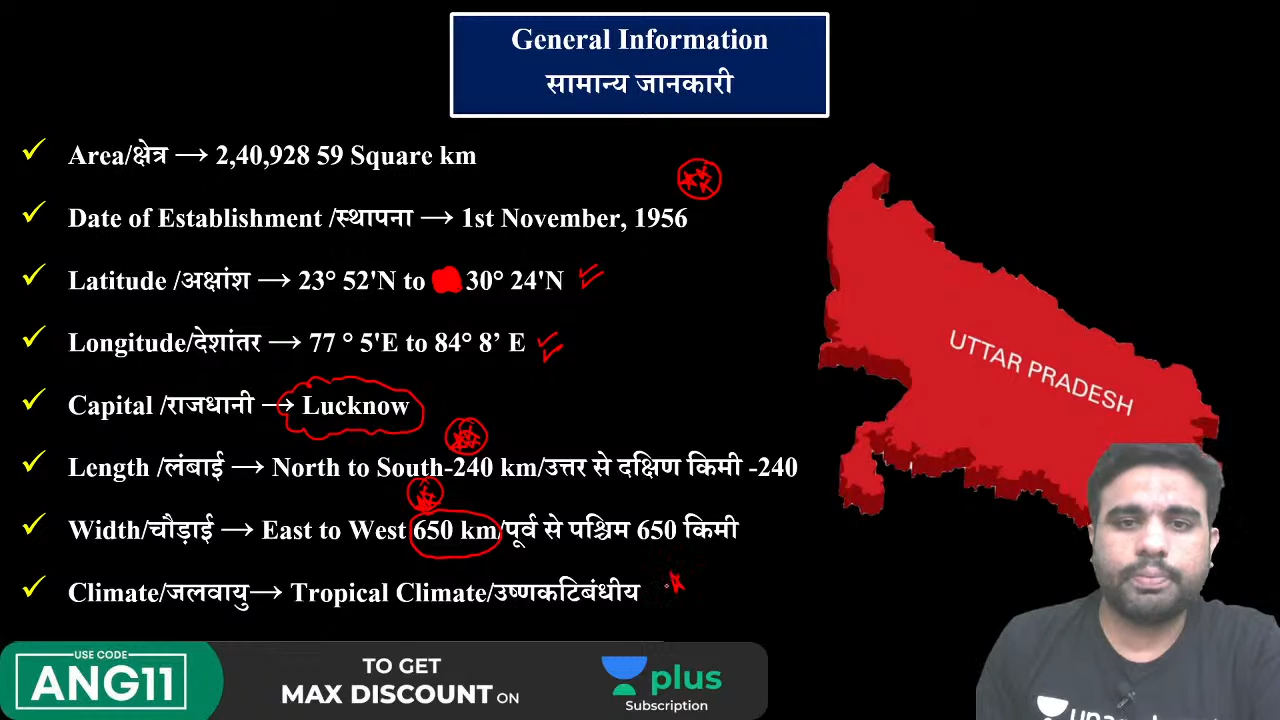 General Information
सामान्य जानकारी
✓ Area/क्षेत्र → 2,40,928 59 Square km
✓ Date of Establishment /स्थापना → 1st November, 1956
✓ Latitude /अक्षांश → 23° 52'N to 30° 24'N
✓ Longitude/देशांतर → 77 ° 5'E to 84° 8’ E
✓ Capital /राजधानी → Lucknow
✓ Length /लंबाई → North to South-240 km/उत्तर से दक्षिण किमी -240
✓ Width/चौड़ाई → East to West 650 km/पूर्व से पश्चिम 650 किमी
✓ Climate/जलवायु→ Tropical Climate/उष्णकटिबंधीय
UTTAR PRADESH
USE CODE
ANG11
TO GET
MAX DISCOUNT ON
plus
Subscription